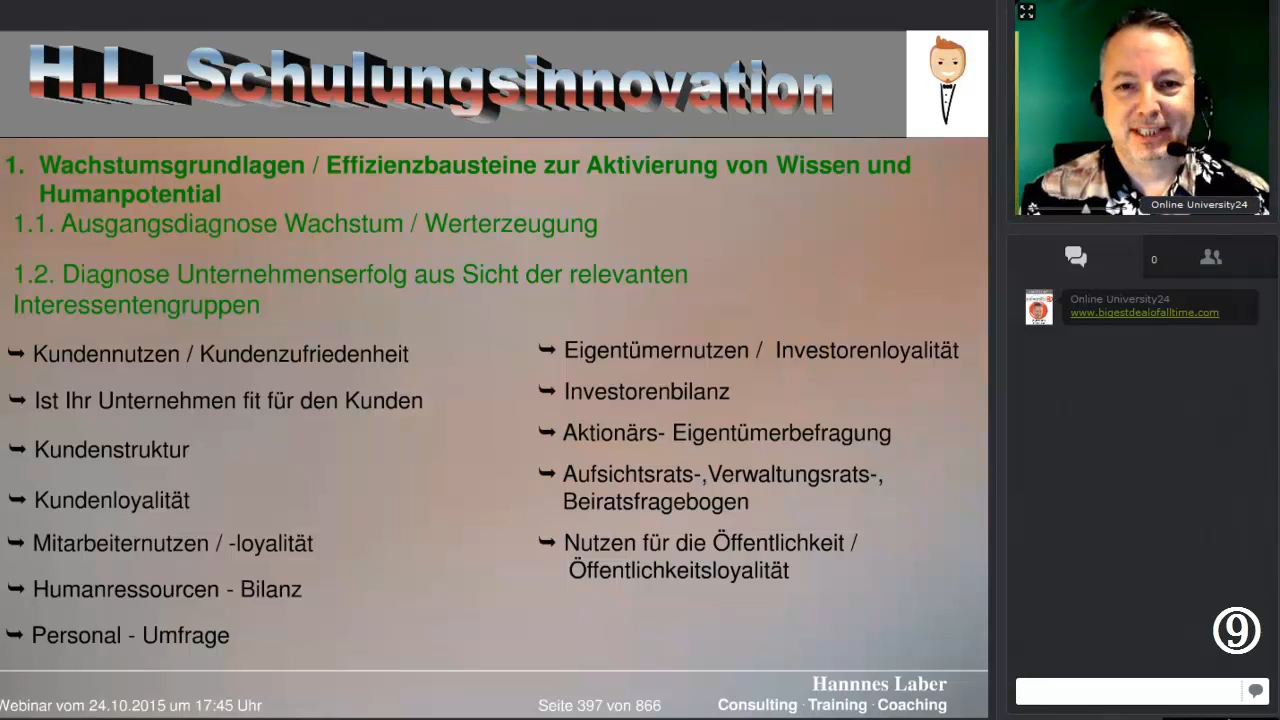 H.L.-Schulungsinnovation
1. Wachstumsgrundlagen / Effizienzbausteine zur Aktivierung von Wissen und
Humanpotential
1.1. Ausgangsdiagnose Wachstum / Werterzeugung
1.2. Diagnose Unternehmenserfolg aus Sicht der relevanten
Interessentengruppen
➥ Kundennutzen / Kundenzufriedenheit
➥ Ist Ihr Unternehmen fit für den Kunden
➥ Kundenstruktur
➥ Kundenloyalität
➥ Mitarbeiternutzen / -loyalität
➥ Humanressourcen - Bilanz
➥ Personal - Umfrage
➥ Eigentümernutzen / Investorenloyalität
➥ Investorenbilanz
➥ Aktionärs- Eigentümerbefragung
➥ Aufsichtsrats-,Verwaltungsrats-,
Beiratsfragebogen
➥ Nutzen für die Öffentlichkeit /
Öffentlichkeitsloyalität
Webinar vom 24.10.2015 um 17:45 Uhr
Seite 397 von 866
Hannnes Laber
Consulting · Training · Coaching
Online University24
0
Online University24
www.bigestdealofalltime.com
⑨